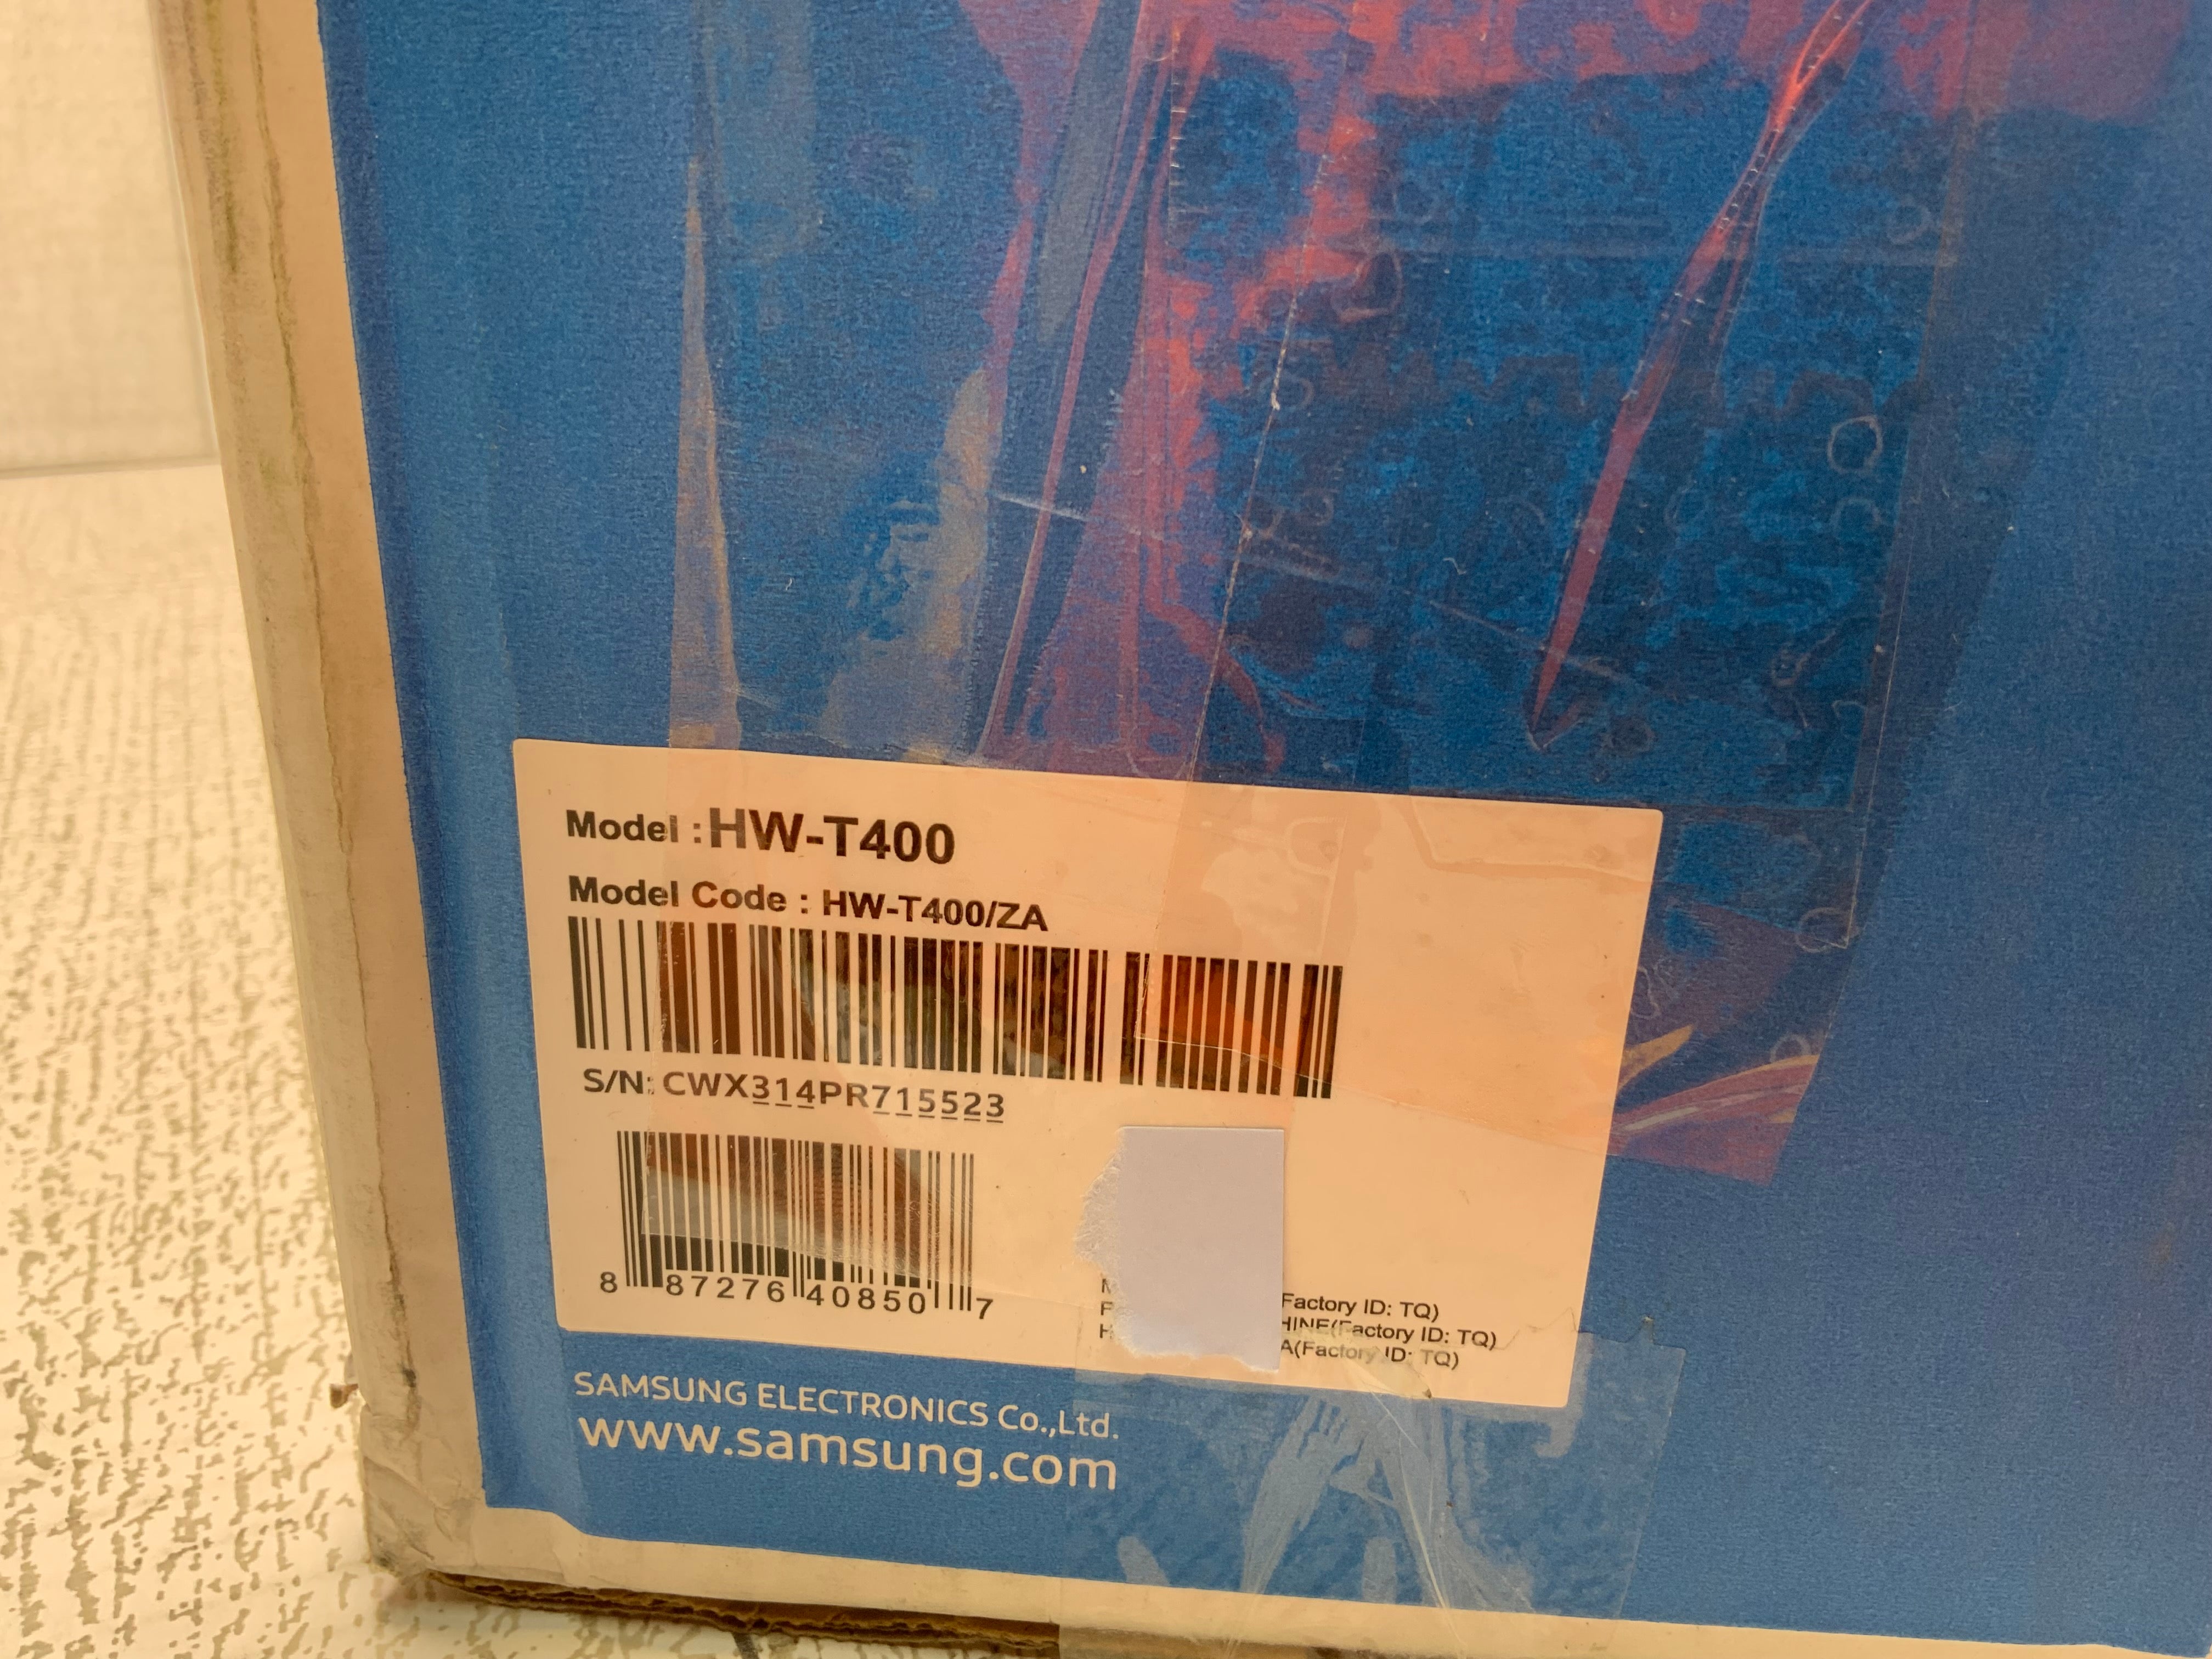 Model : HW-T400
Model Code : HW-T400/ZA
S/N: CWX314PR715523
8 87276 40850 7
Factory ID: TQ)
(Factory ID: TQ)
A(Factory ID: TQ)
SAMSUNG ELECTRONICS Co.,Ltd.
www.samsung.com